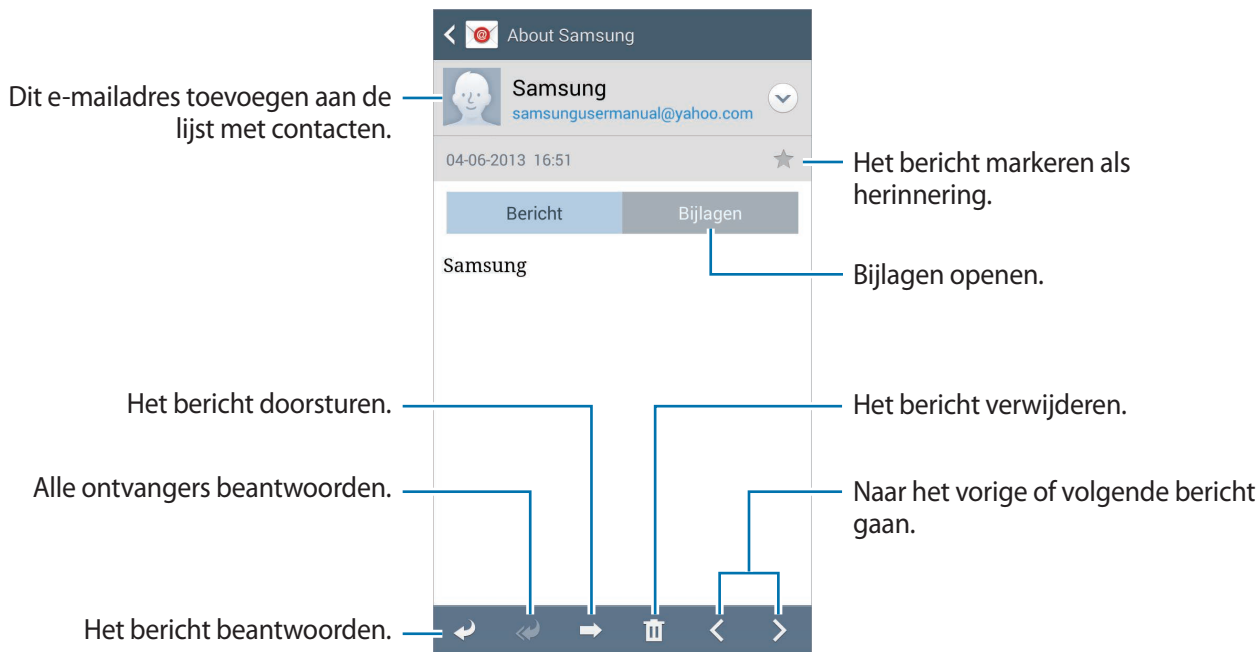 About Samsung
Dit e-mailadres toevoegen aan de
lijst met contacten.
Samsung
samsungusermanual@yahoo.com
04-06-2013 16:51
Het bericht markeren als
herinnering.
Bericht
Bijlagen
Samsung
Bijlagen openen.
Het bericht doorsturen.
Het bericht verwijderen.
Alle ontvangers beantwoorden.
Naar het vorige of volgende bericht
gaan.
Het bericht beantwoorden.